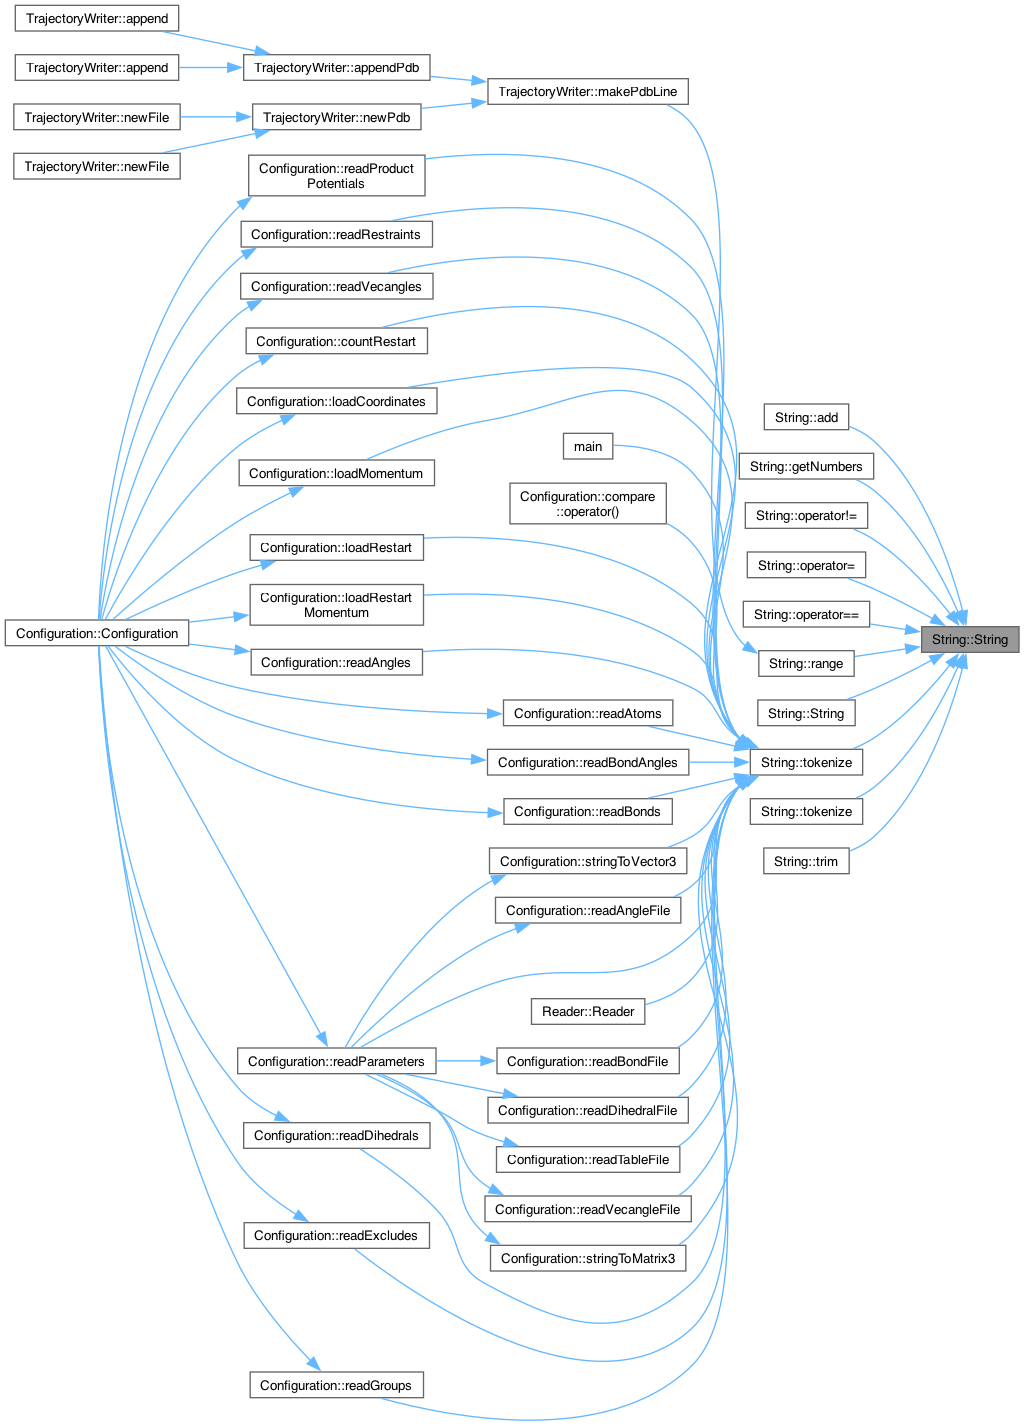 TrajectoryWriter::append
TrajectoryWriter::append
TrajectoryWriter::appendPdb
TrajectoryWriter::makePdbLine
TrajectoryWriter::newFile
TrajectoryWriter::newPdb
TrajectoryWriter::newFile
Configuration::readProduct
Potentials
Configuration::readRestraints
Configuration::readVecangles
Configuration::countRestart
Configuration::loadCoordinates
main
Configuration::loadMomentum
Configuration::compare
::operator()
Configuration::loadRestart
Configuration::loadRestart
Momentum
Configuration::Configuration
Configuration::readAngles
Configuration::readAtoms
Configuration::readBondAngles
Configuration::readBonds
Configuration::stringToVector3
Configuration::readAngleFile
Reader::Reader
Configuration::readParameters
Configuration::readBondFile
Configuration::readDihedralFile
Configuration::readDihedrals
Configuration::readTableFile
Configuration::readVecangleFile
Configuration::readExcludes
Configuration::stringToMatrix3
Configuration::readGroups
String::add
String::getNumbers
String::operator!=
String::operator=
String::operator==
String::String
String::range
String::String
String::tokenize
String::tokenize
String::trim